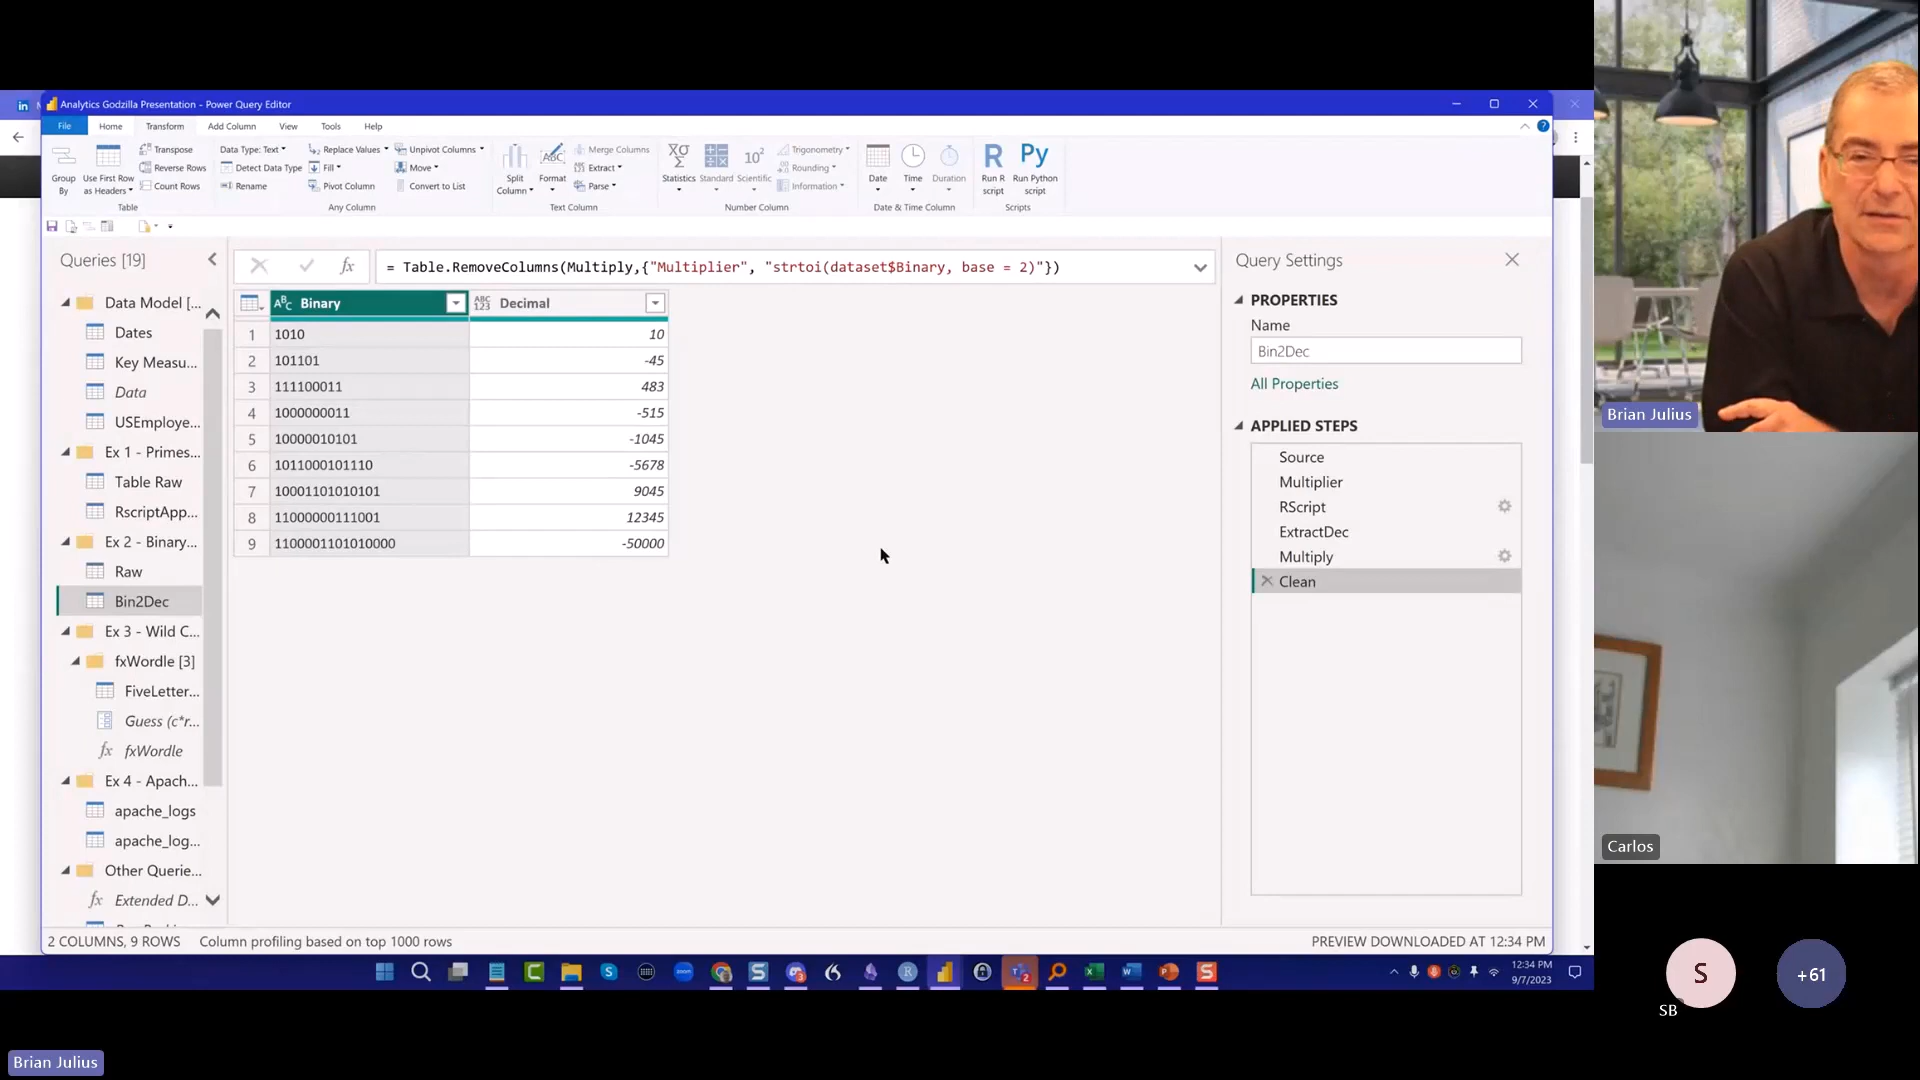 Analytics Godzilla Presentation - Power Query Editor
File
Home
Transform
Add Column
View
Tools
Help
Group By
Use First Row as Headers
Transpose
Reverse Rows
Count Rows
Table
Data Type: Text
Detect Data Type
Rename
Replace Values
Fill
Pivot Column
Unpivot Columns
Move
Convert to List
Any Column
Split Column
Format
Merge Columns
Extract
Parse
Text Column
Statistics
Standard
Scientific
Trigonometry
Rounding
Information
Number Column
Date
Time
Duration
Date & Time Column
Run R script
Run Python script
Scripts
Queries [19]
Data Model [...
Dates
Key Measu...
Data
USEmploye...
Ex 1 - Primes...
Table Raw
RscriptApp...
Ex 2 - Binary...
Raw
Bin2Dec
Ex 3 - Wild C...
fxWordle [3]
FiveLetter...
Guess (c*r...
fxWordle
Ex 4 - Apach...
apache_logs
apache_log...
Other Querie...
Extended D...
= Table.RemoveColumns(Multiply,{"Multiplier", "strtoi(dataset$Binary, base = 2)"})
Binary Decimal
1 1010 10
2 101101 -45
3 111100011 483
4 1000000011 -515
5 10000010101 -1045
6 1011000101110 -5678
7 10001101010101 9045
8 11000000111001 12345
9 1100001101010000 -50000
Query Settings
PROPERTIES
Name
Bin2Dec
All Properties
APPLIED STEPS
Source
Multiplier
RScript
ExtractDec
Multiply
Clean
2 COLUMNS, 9 ROWS Column profiling based on top 1000 rows
PREVIEW DOWNLOADED AT 12:34 PM
12:34 PM
9/7/2023
Brian Julius
Carlos
S
SB
+61
Brian Julius